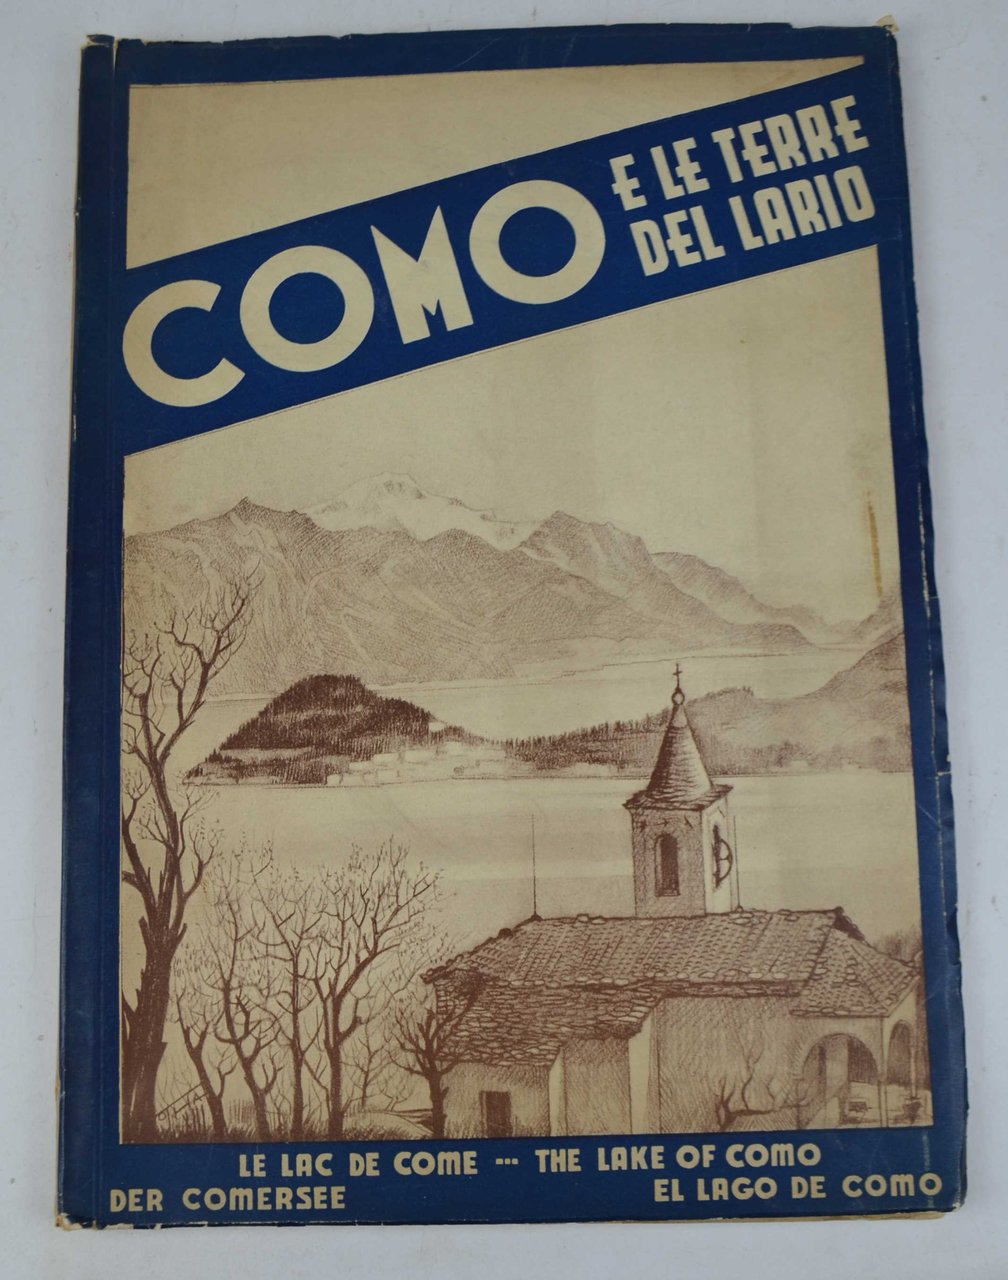 COMO
E LE TERRE
DEL LARIO
LE LAC DE COME --- THE LAKE OF COMO
DER COMERSEE EL LAGO DE COMO